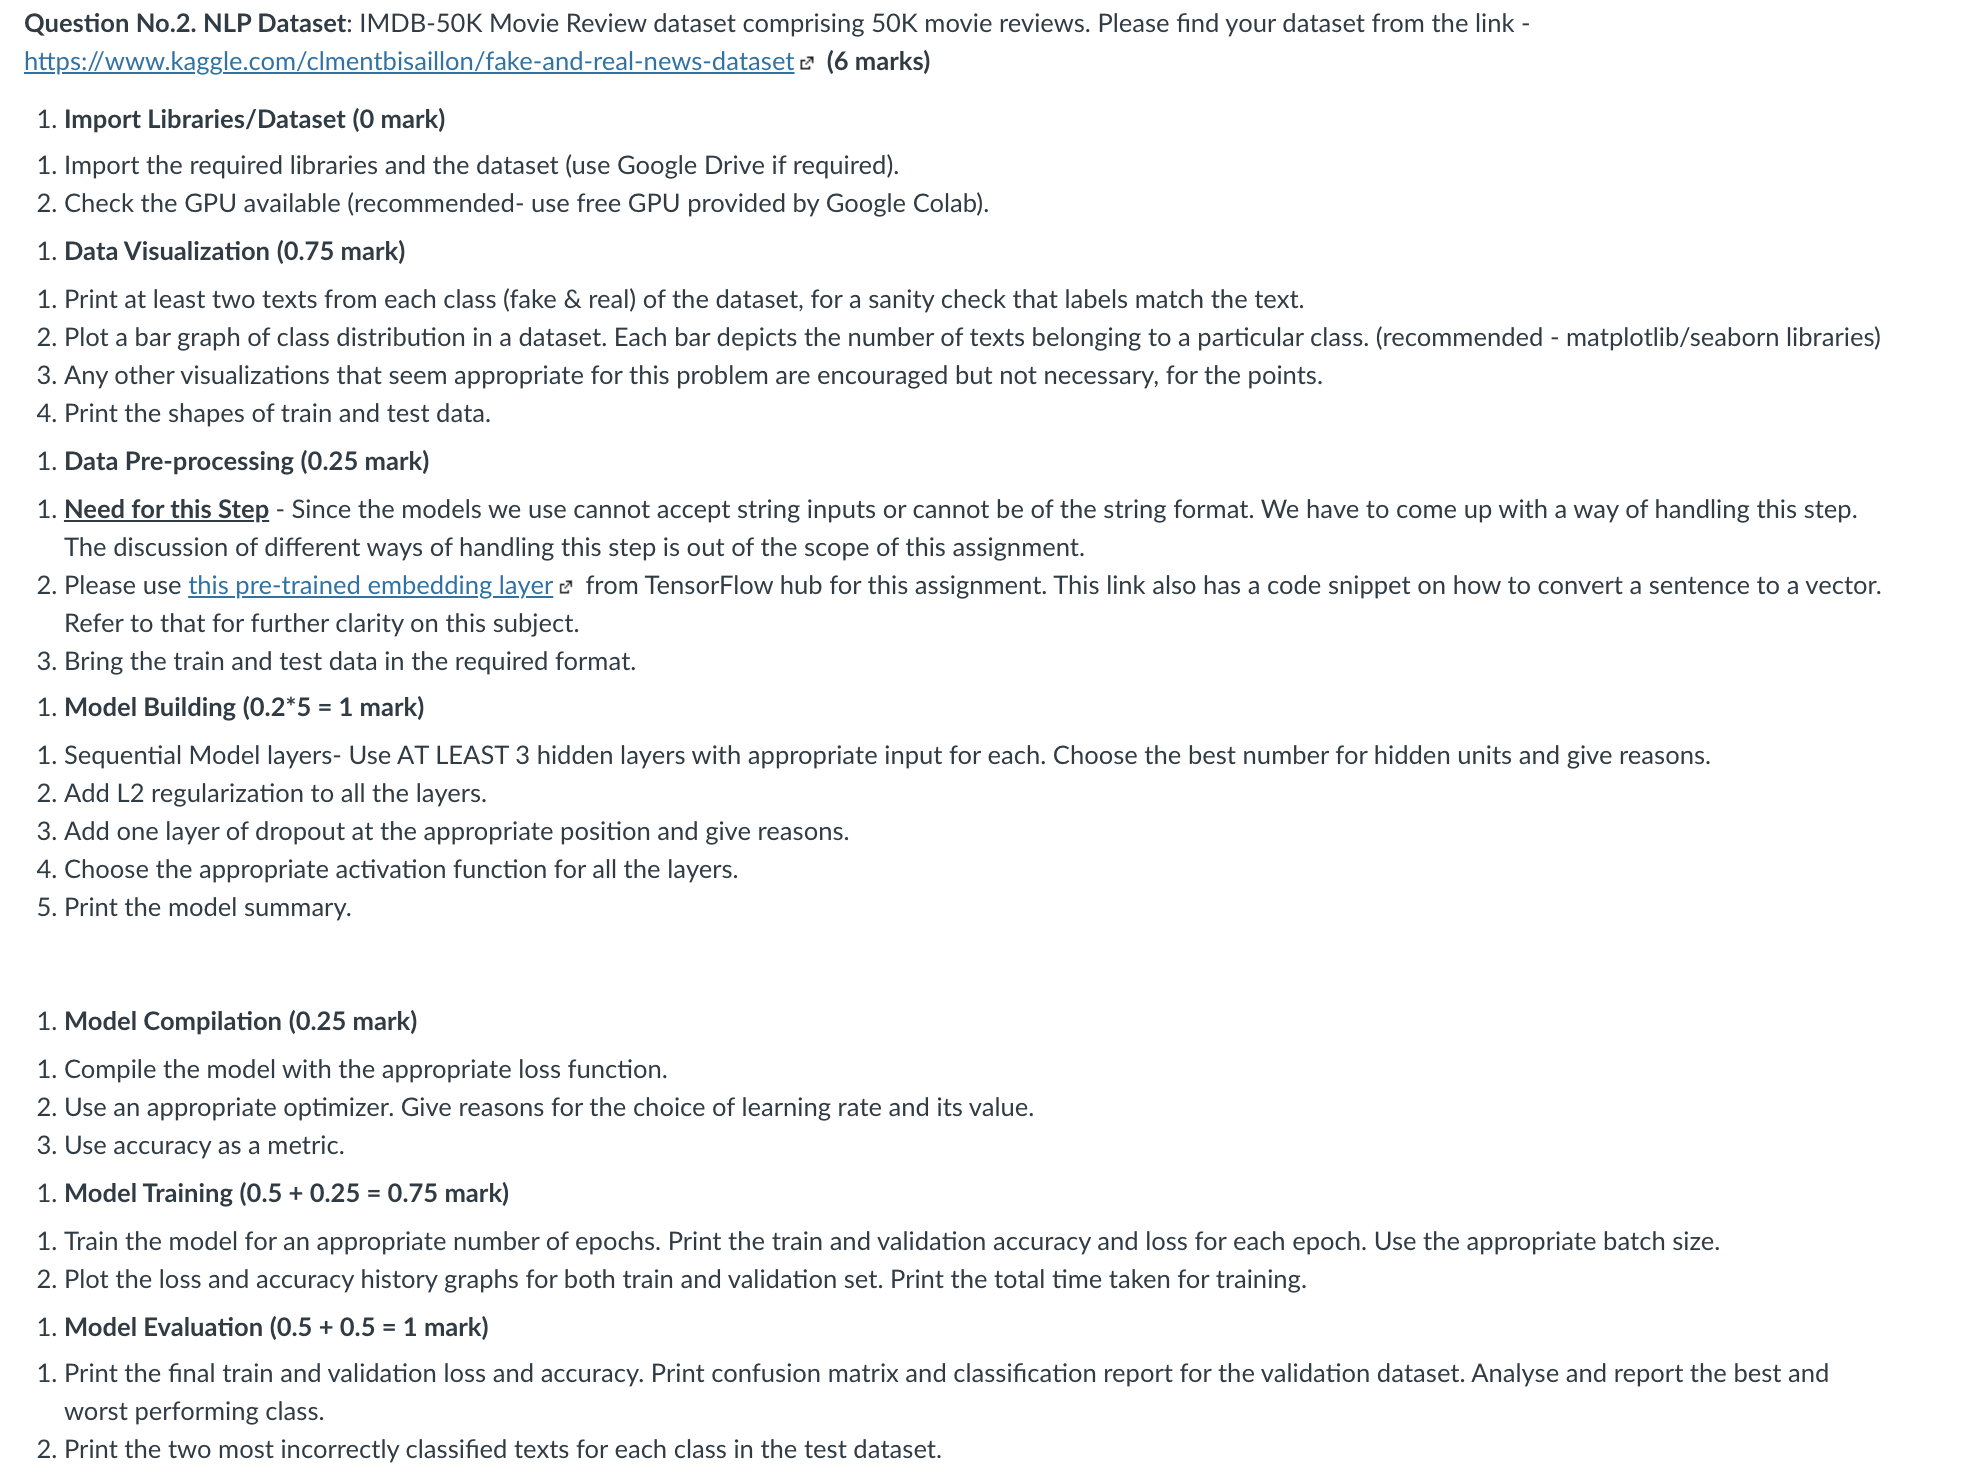 Question No.2. NLP Dataset: IMDB-50K Movie Review dataset comprising 50K movie reviews. Please find your dataset from the link -
https://www.kaggle.com/clmentbisaillon/fake-and-real-news-dataset (6 marks)
1. Import Libraries/Dataset (0 mark)
1. Import the required libraries and the dataset (use Google Drive if required).
2. Check the GPU available (recommended- use free GPU provided by Google Colab).
1. Data Visualization (0.75 mark)
1. Print at least two texts from each class (fake & real) of the dataset, for a sanity check that labels match the text.
2. Plot a bar graph of class distribution in a dataset. Each bar depicts the number of texts belonging to a particular class. (recommended - matplotlib/seaborn libraries)
3. Any other visualizations that seem appropriate for this problem are encouraged but not necessary, for the points.
4. Print the shapes of train and test data.
1. Data Pre-processing (0.25 mark)
1. Need for this Step - Since the models we use cannot accept string inputs or cannot be of the string format. We have to come up with a way of handling this step.
The discussion of different ways of handling this step is out of the scope of this assignment.
2. Please use this pre-trained embedding layer from TensorFlow hub for this assignment. This link also has a code snippet on how to convert a sentence to a vector.
Refer to that for further clarity on this subject.
3. Bring the train and test data in the required format.
1. Model Building (0.2*5 = 1 mark)
1. Sequential Model layers- Use AT LEAST 3 hidden layers with appropriate input for each. Choose the best number for hidden units and give reasons.
2. Add L2 regularization to all the layers.
3. Add one layer of dropout at the appropriate position and give reasons.
4. Choose the appropriate activation function for all the layers.
5. Print the model summary.
1. Model Compilation (0.25 mark)
1. Compile the model with the appropriate loss function.
2. Use an appropriate optimizer. Give reasons for the choice of learning rate and its value.
3. Use accuracy as a metric.
1. Model Training (0.5 + 0.25 = 0.75 mark)
1. Train the model for an appropriate number of epochs. Print the train and validation accuracy and loss for each epoch. Use the appropriate batch size.
2. Plot the loss and accuracy history graphs for both train and validation set. Print the total time taken for training.
1. Model Evaluation (0.5 + 0.5 = 1 mark)
1. Print the final train and validation loss and accuracy. Print confusion matrix and classification report for the validation dataset. Analyse and report the best and
worst performing class.
2. Print the two most incorrectly classified texts for each class in the test dataset.